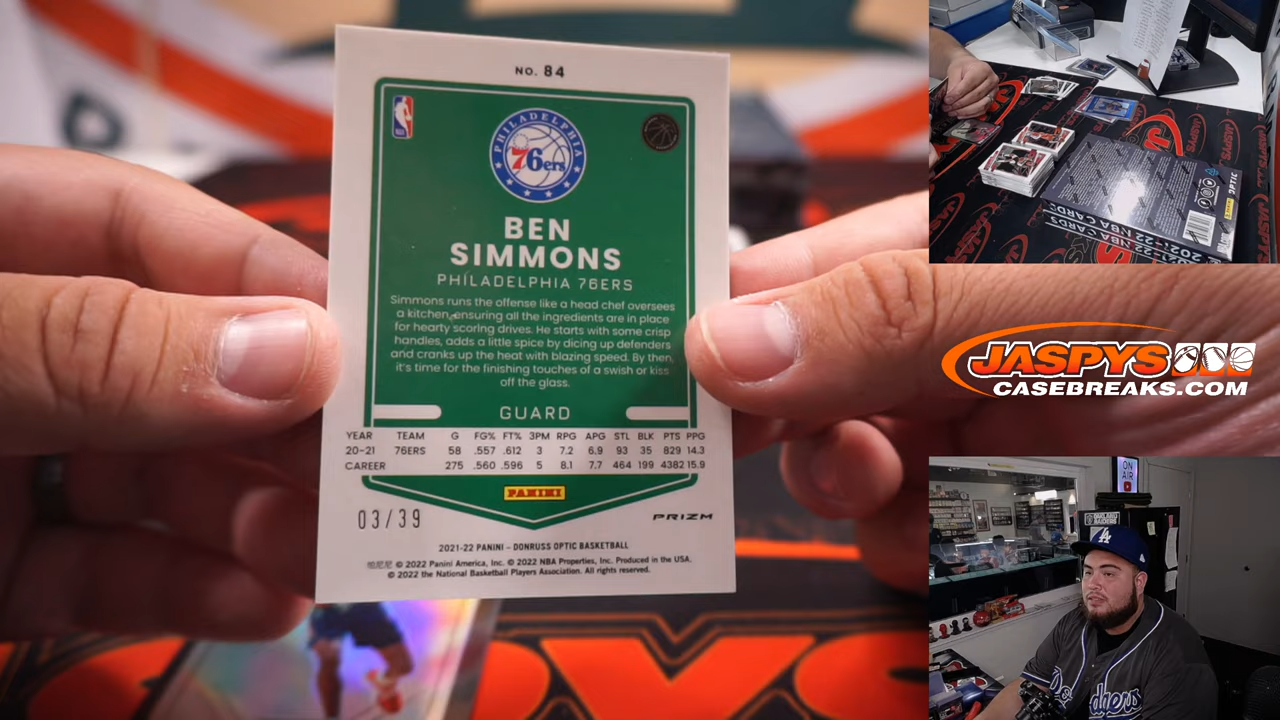 NO. 84
PHILADELPHIA
76ers
BEN
SIMMONS
PHILADELPHIA 76ERS
Simmons runs the offense like a head chef oversees
a kitchen, ensuring all the ingredients are in place
for hearty scoring drives. He starts with some crisp
handles, adds a little spice by dicing up defenders
and cranks up the heat with blazing speed. By then,
it's time for the finishing touches of a swish or kiss
off the glass.
GUARD
YEAR TEAM G FG% FT% 3PM RPG APG STL BLK PTS PPG
20-21 76ERS 58 .557 .612 3 7.2 6.9 93 35 829 14.3
CAREER 275 .560 .596 5 8.1 7.7 464 199 4382 15.9
PANINI
03/39
PRIZM
2021-22 PANINI - DONRUSS OPTIC BASKETBALL
© 2022 Panini America, Inc. © 2022 NBA Properties, Inc. Produced in the USA.
© 2022 the National Basketball Players Association. All rights reserved.
OPTIC
2021-22 NBA CARDS
2021-22 NBA CARDS
JASPYS
CASEBREAKS.COM
ON
AIR
OAKLAND
RAIDERS
LA
Dodgers